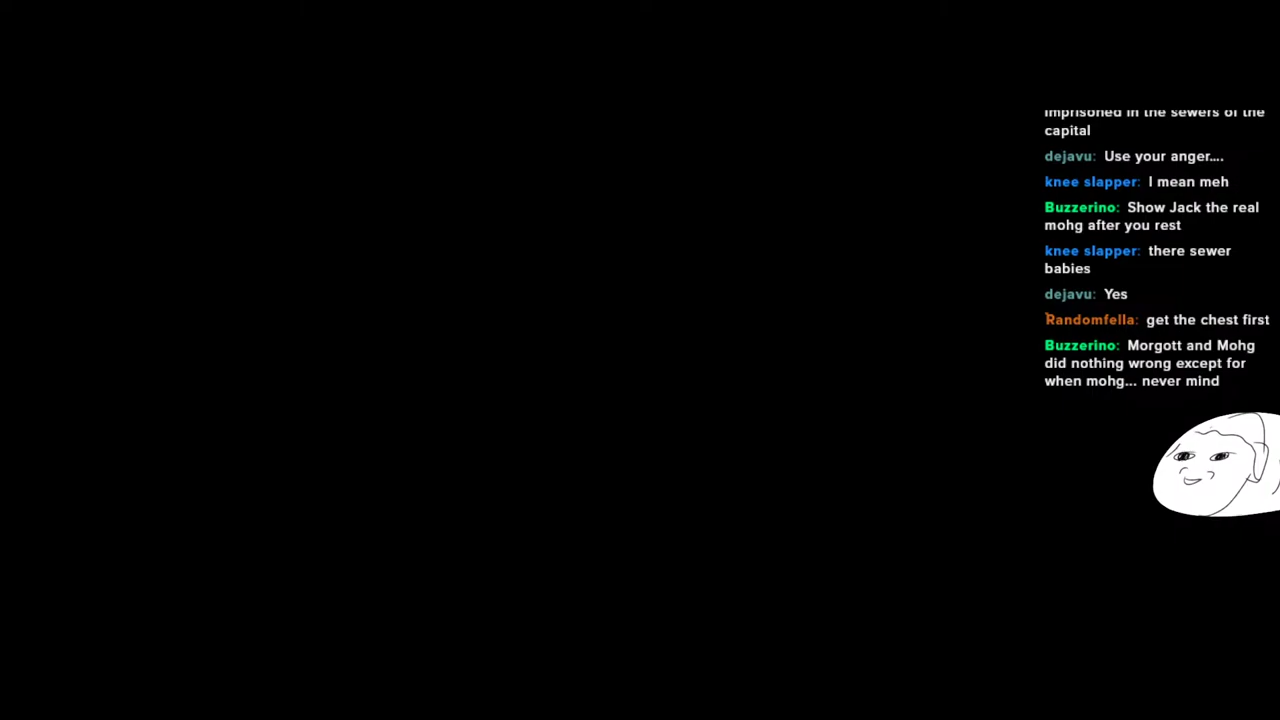 imprisoned in the sewers of the
capital
dejavu: Use your anger....
knee slapper: I mean meh
Buzzerino: Show Jack the real
mohg after you rest
knee slapper: there sewer
babies
dejavu: Yes
Randomfella: get the chest first
Buzzerino: Morgott and Mohg
did nothing wrong except for
when mohg... never mind